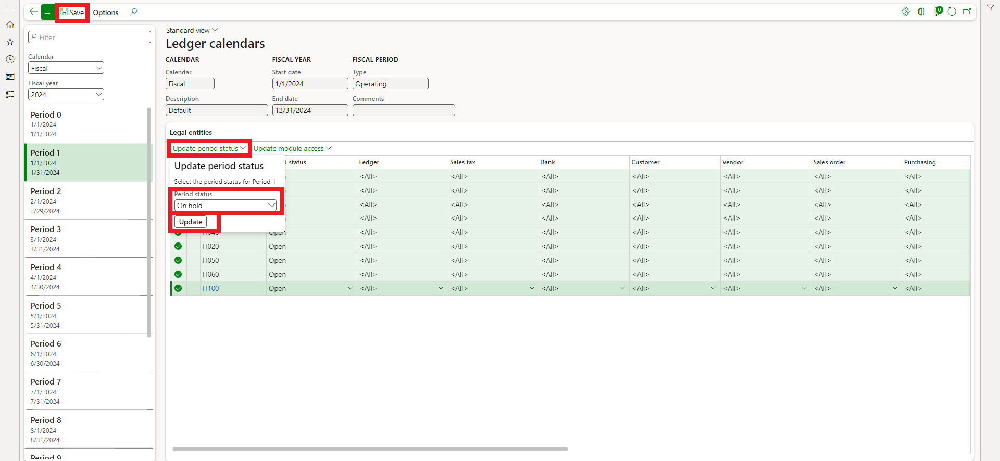 Save
Options
0
Filter
Calendar
Fiscal
Fiscal year
2024
Period 0
1/1/2024
1/1/2024
Period 1
1/1/2024
1/31/2024
Period 2
2/1/2024
2/29/2024
Period 3
3/1/2024
3/31/2024
Period 4
4/1/2024
4/30/2024
Period 5
5/1/2024
5/31/2024
Period 6
6/1/2024
6/30/2024
Period 7
7/1/2024
7/31/2024
Period 8
8/1/2024
8/31/2024
Period 9
Standard view
Ledger calendars
CALENDAR FISCAL YEAR FISCAL PERIOD
Calendar Start date Type
Fiscal 1/1/2024 Operating
Description End date Comments
Default 12/31/2024
Legal entities
Update period status Update module access
Update period status
Select the period status for Period 1
Period status
On hold
Update
status Ledger Sales tax Bank Customer Vendor Sales order Purchasing
<All> <All> <All> <All> <All> <All> <All>
<All> <All> <All> <All> <All> <All> <All>
<All> <All> <All> <All> <All> <All> <All>
<All> <All> <All> <All> <All> <All> <All>
H040 Open <All> <All> <All> <All> <All> <All> <All>
H020 Open <All> <All> <All> <All> <All> <All> <All>
H050 Open <All> <All> <All> <All> <All> <All> <All>
H060 Open <All> <All> <All> <All> <All> <All> <All>
H100 Open <All> <All> <All> <All> <All> <All> <All>